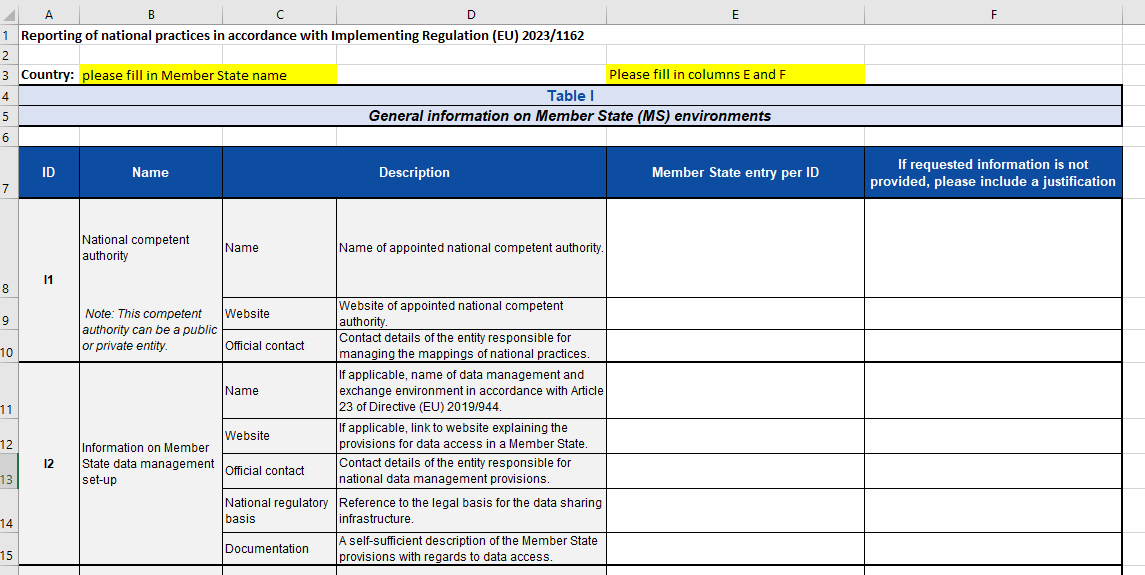 A B C D E F
1 Reporting of national practices in accordance with Implementing Regulation (EU) 2023/1162
2
3 Country: please fill in Member State name Please fill in columns E and F
4 Table I
5 General information on Member State (MS) environments
6
7 ID Name Description Member State entry per ID If requested information is not
provided, please include a justification
8 I1 National competent
authority
Note: This competent
authority can be a public
or private entity.
Name Name of appointed national competent authority.
9 Website Website of appointed national competent
authority.
10 Official contact Contact details of the entity responsible for
managing the mappings of national practices.
11 I2 Information on Member
State data management
set-up
Name If applicable, name of data management and
exchange environment in accordance with Article
23 of Directive (EU) 2019/944.
12 Website If applicable, link to website explaining the
provisions for data access in a Member State.
13 Official contact Contact details of the entity responsible for
national data management provisions.
14 National regulatory
basis
Reference to the legal basis for the data sharing
infrastructure.
15 Documentation A self-sufficient description of the Member State
provisions with regards to data access.